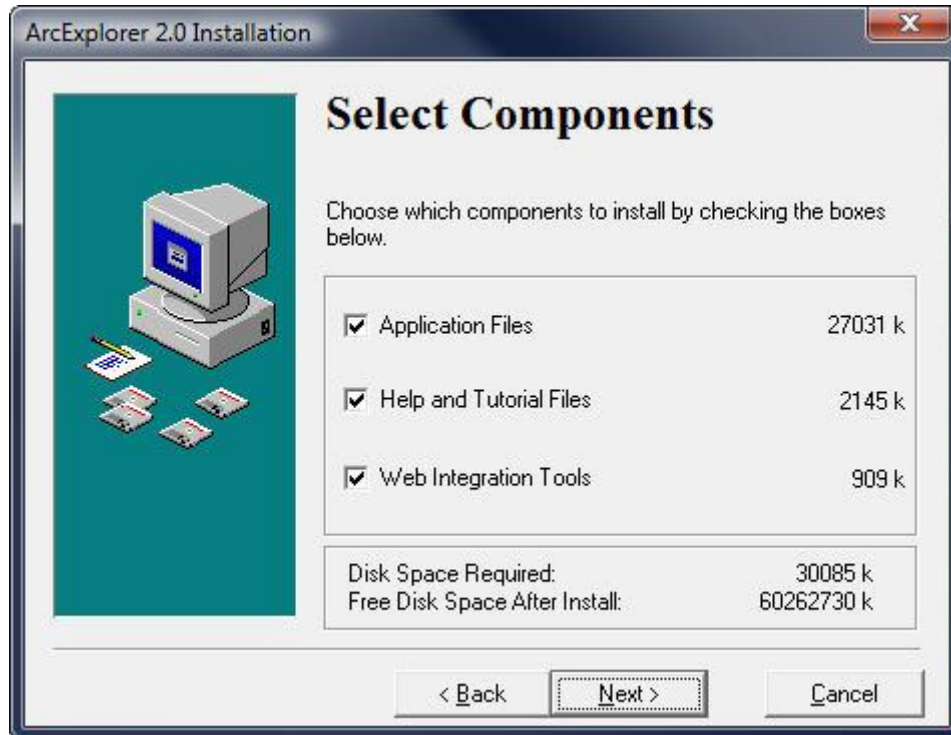 ArcExplorer 2.0 Installation
Select Components
Choose which components to install by checking the boxes
below.
Application Files 27031 k
Help and Tutorial Files 2145 k
Web Integration Tools 909 k
Disk Space Required: 30085 k
Free Disk Space After Install: 60262730 k
< Back Next > Cancel